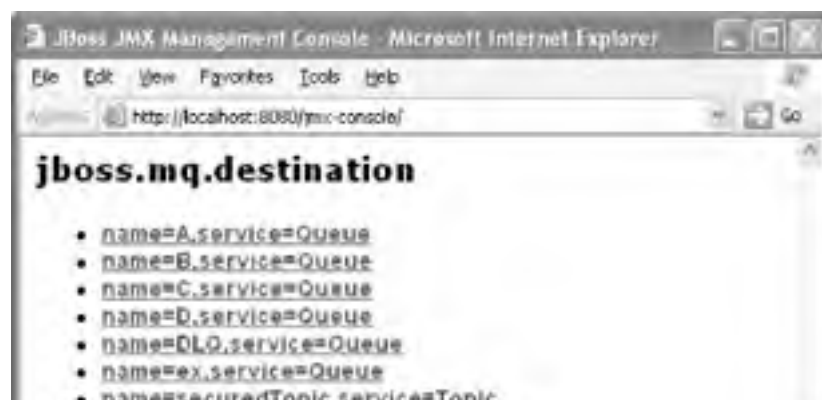 JBoss JMX Management Console - Microsoft Internet Explorer
File Edit View Favorites Tools Help
http://localhost:8080/jmx-console/ Go
jboss.mq.destination
• name=A,service=Queue
• name=B,service=Queue
• name=C,service=Queue
• name=D,service=Queue
• name=DLQ,service=Queue
• name=ex,service=Queue
• name=securedTopic,service=Topic